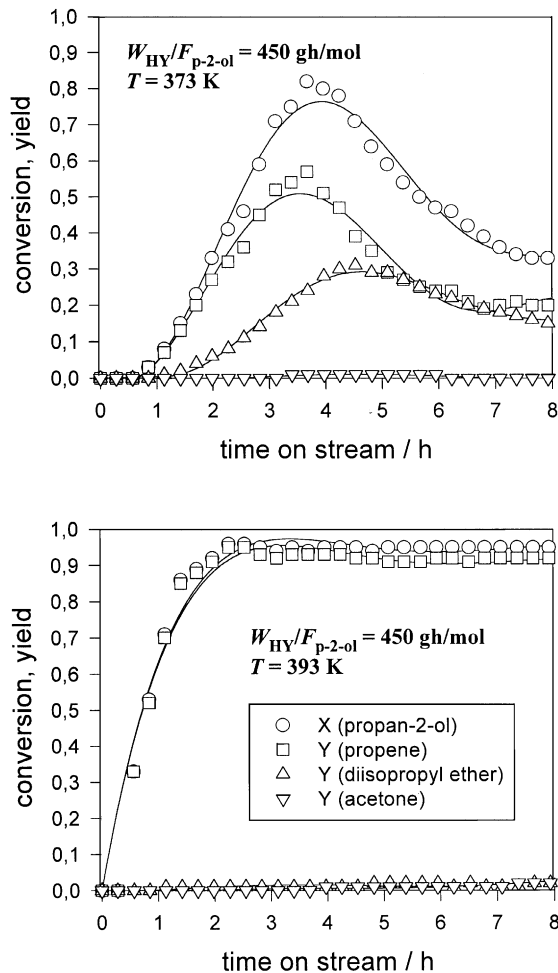 1,0
0,9
0,8
0,7
0,6
0,5
0,4
0,3
0,2
0,1
0,0
conversion, yield
W_HY/F_p-2-ol = 450 gh/mol
T = 373 K
0 1 2 3 4 5 6 7 8
time on stream / h
1,0
0,9
0,8
0,7
0,6
0,5
0,4
0,3
0,2
0,1
0,0
conversion, yield
W_HY/F_p-2-ol = 450 gh/mol
T = 393 K
X (propan-2-ol)
Y (propene)
Y (diisopropyl ether)
Y (acetone)
0 1 2 3 4 5 6 7 8
time on stream / h